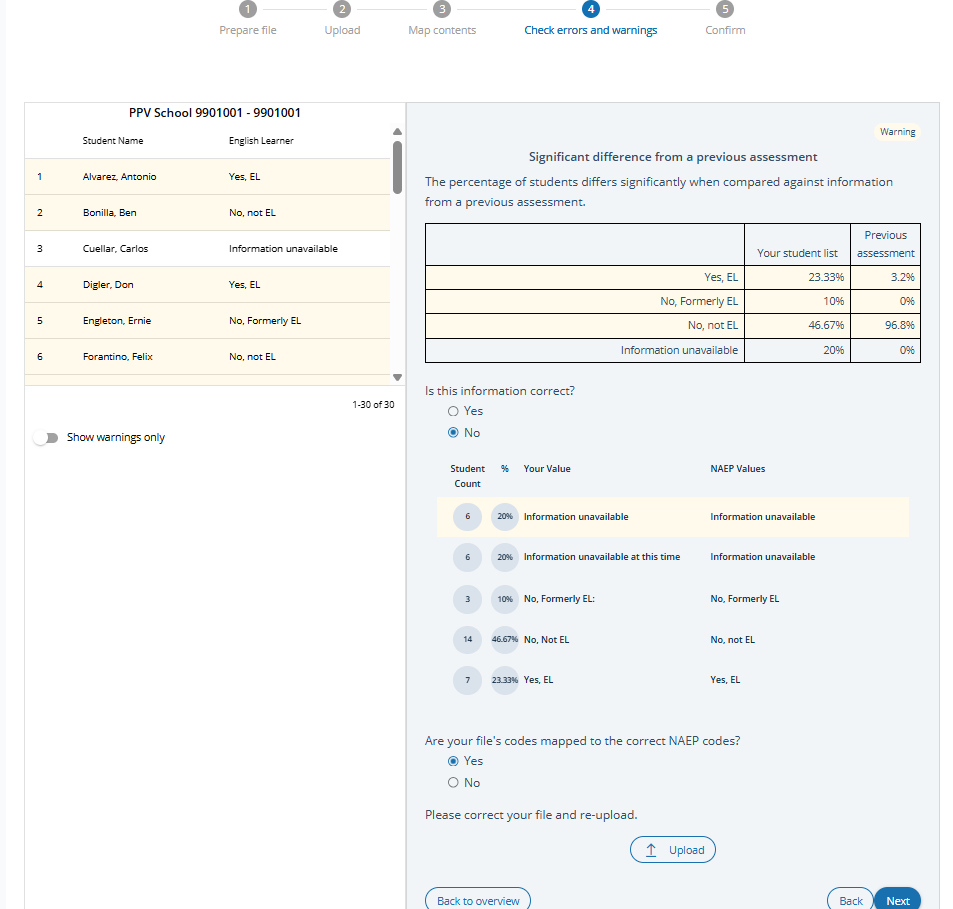 1 2 3 4 5
Prepare file Upload Map contents Check errors and warnings Confirm
PPV School 9901001 - 9901001
Student Name English Learner
1 Alvarez, Antonio Yes, EL
2 Bonilla, Ben No, not EL
3 Cuellar, Carlos Information unavailable
4 Digler, Don Yes, EL
5 Engleton, Ernie No, Formerly EL
6 Forantino, Felix No, not EL
1-30 of 30
Show warnings only
Warning
Significant difference from a previous assessment
The percentage of students differs significantly when compared against information
from a previous assessment.
Previous
Your student list assessment
Yes, EL 23.33% 3.2%
No, Formerly EL 10% 0%
No, not EL 46.67% 96.8%
Information unavailable 20% 0%
Is this information correct?
Yes
No
Student % Your Value NAEP Values
Count
6 20% Information unavailable Information unavailable
6 20% Information unavailable at this time Information unavailable
3 10% No, Formerly EL: No, Formerly EL
14 46.67% No, Not EL No, not EL
7 23.33% Yes, EL Yes, EL
Are your file's codes mapped to the correct NAEP codes?
Yes
No
Please correct your file and re-upload.
Upload
Back to overview Back Next